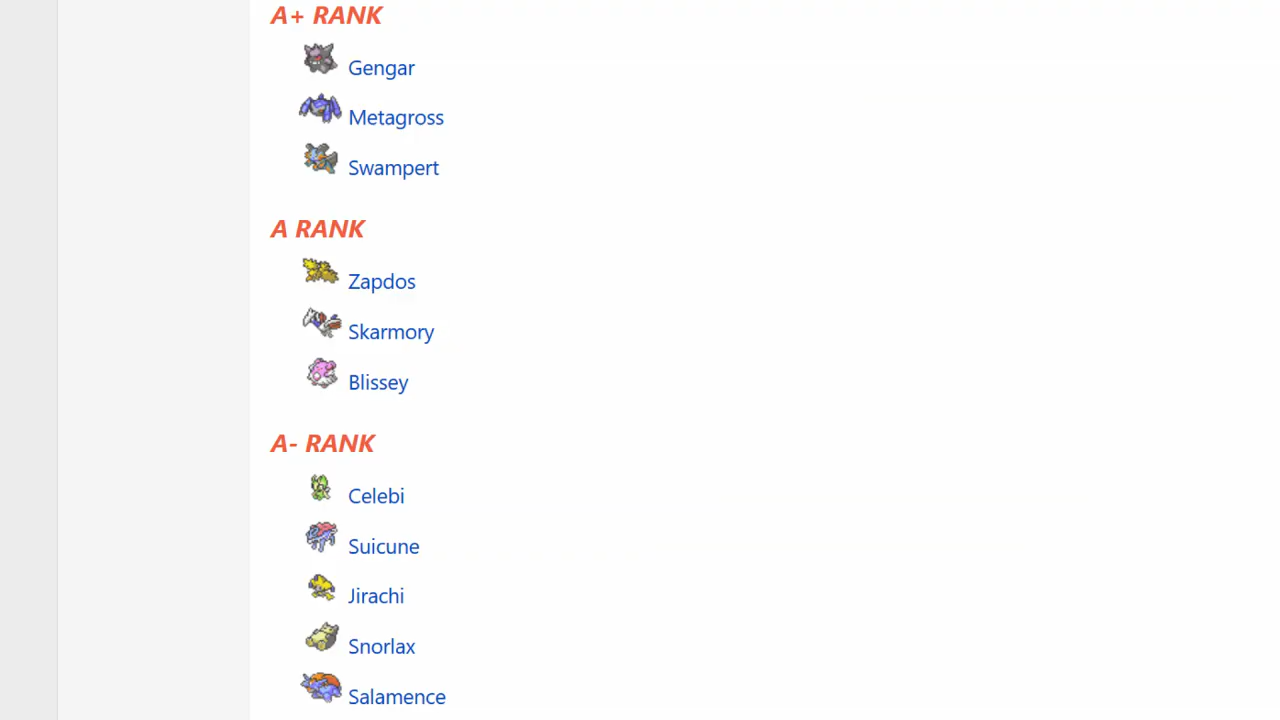 A+ RANK
Gengar
Metagross
Swampert
A RANK
Zapdos
Skarmory
Blissey
A- RANK
Celebi
Suicune
Jirachi
Snorlax
Salamence